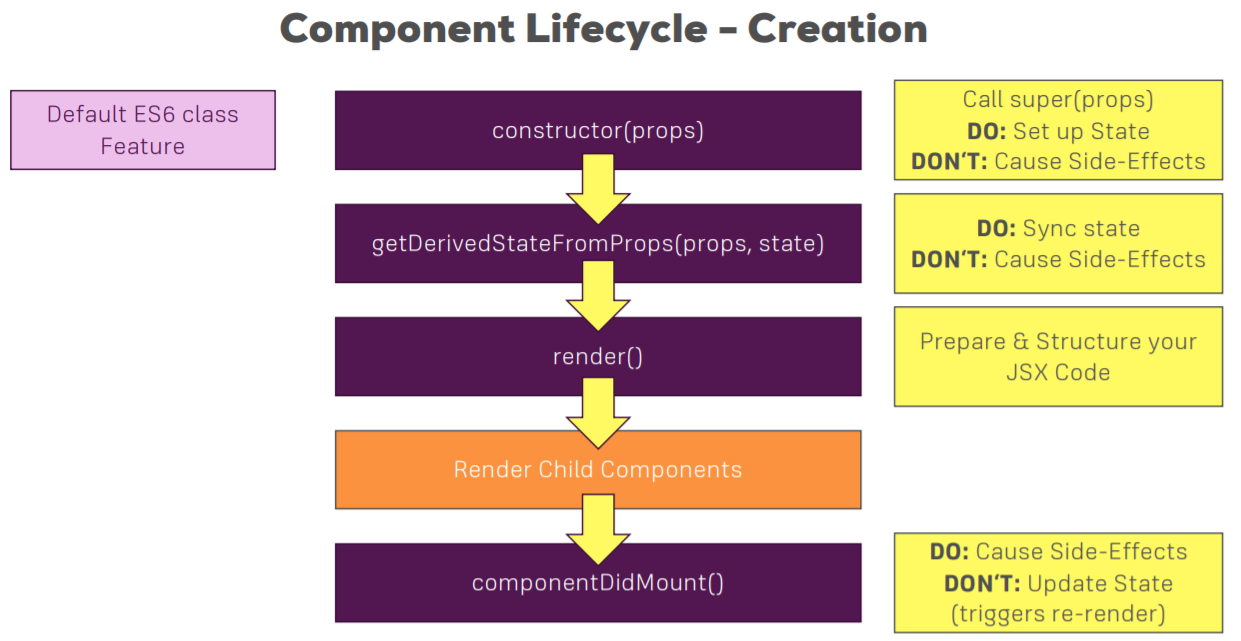 Component Lifecycle – Creation
Default ES6 class
Feature
constructor(props)
Call super(props)
DO: Set up State
DON’T: Cause Side-Effects
getDerivedStateFromProps(props, state)
DO: Sync state
DON’T: Cause Side-Effects
render()
Prepare & Structure your
JSX Code
Render Child Components
componentDidMount()
DO: Cause Side-Effects
DON’T: Update State
(triggers re-render)